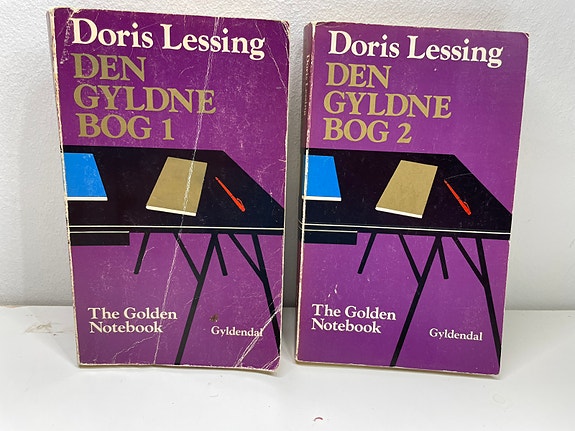 Doris Lessing
DEN
GYLDNE
BOG 1
The Golden
Notebook
Gyldendal
Doris Lessing
DEN
GYLDNE
BOG 2
The Golden
Notebook
Gyldendal